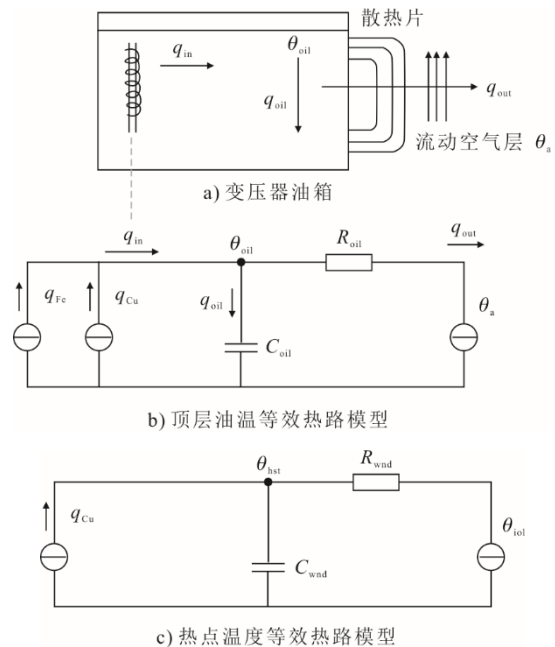 散热片
q_in
θ_oil
q_oil
q_out
流动空气层 θ_a
a) 变压器油箱
q_in
θ_oil
R_oil
q_out
q_Fe
q_Cu
q_oil
C_oil
θ_a
b) 顶层油温等效热路模型
θ_hst
R_wnd
q_Cu
C_wnd
θ_iol
c) 热点温度等效热路模型